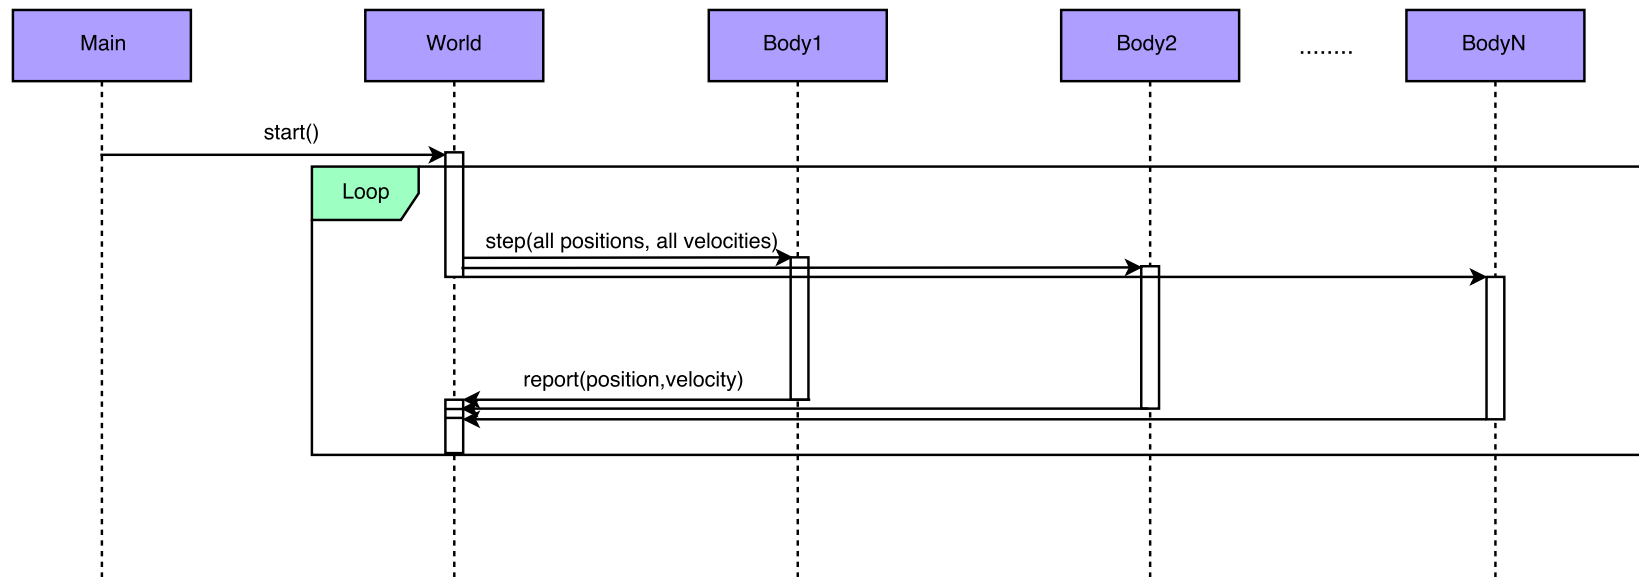 Main
World
Body1
Body2
........
BodyN
start()
Loop
step(all positions, all velocities)
report(position,velocity)